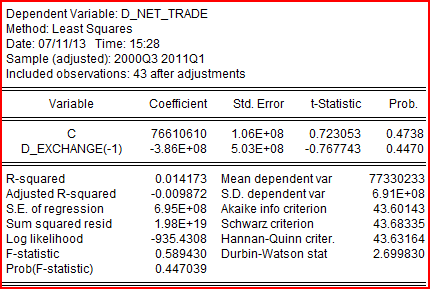 Dependent Variable: D_NET_TRADE
Method: Least Squares
Date: 07/11/13 Time: 15:28
Sample (adjusted): 2000Q3 2011Q1
Included observations: 43 after adjustments
Variable Coefficient Std. Error t-Statistic Prob.
C 76610610 1.06E+08 0.723053 0.4738
D_EXCHANGE(-1) -3.86E+08 5.03E+08 -0.767743 0.4470
R-squared 0.014173 Mean dependent var 77330233
Adjusted R-squared -0.009872 S.D. dependent var 6.91E+08
S.E. of regression 6.95E+08 Akaike info criterion 43.60143
Sum squared resid 1.98E+19 Schwarz criterion 43.68335
Log likelihood -935.4308 Hannan-Quinn criter. 43.63164
F-statistic 0.589430 Durbin-Watson stat 2.699830
Prob(F-statistic) 0.447039